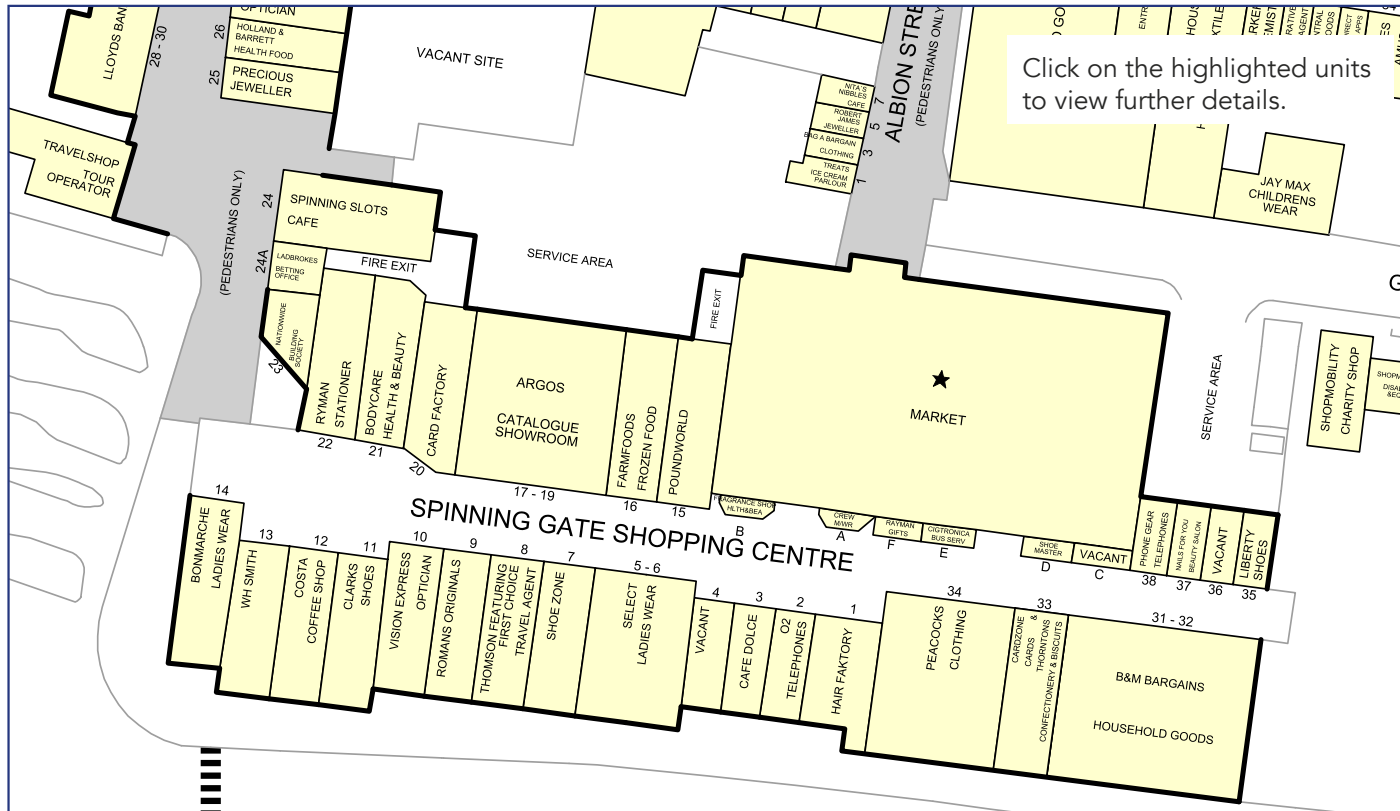 LLOYDS BAN
28 - 30
26
OPTICIAN
HOLLAND &
BARRETT
HEALTH FOOD
25
PRECIOUS
JEWELLER
VACANT SITE
ALBION STRE
(PEDESTRIANS ONLY)
NITA'S
NIBBLES
CAFE
7
ROBERT
JAMES
JEWELLER
5
BAG A BARGAIN
CLOTHING
3
TREATS
ICE CREAM
PARLOUR
1
Click on the highlighted units
to view further details.
JAY MAX
CHILDRENS
WEAR
TRAVELSHOP
TOUR
OPERATOR
(PEDESTRIANS ONLY)
24
SPINNING SLOTS
CAFE
24A
LADBROKES
BETTING
OFFICE
FIRE EXIT
SERVICE AREA
FIRE EXIT
NATIONWIDE
BUILDING
SOCIETY
23
RYMAN
STATIONER
22
BODYCARE
HEALTH & BEAUTY
21
CARD FACTORY
20
ARGOS
CATALOGUE
SHOWROOM
17 - 19
FARMFOODS
FROZEN FOOD
16
POUNDWORLD
15
MARKET
SERVICE AREA
SHOPMOBILITY
CHARITY SHOP
G
SPINNING GATE SHOPPING CENTRE
FRAGRANCE SHOP
HLTH&BEA
B
CREW
M/WR
A
RAYMAN
GIFTS
F
CIGTRONICA
BUS SERV
E
SHOE
MASTER
D
VACANT
C
PHONE GEAR
TELEPHONES
38
NAILS FOR YOU
BEAUTY SALON
37
VACANT
36
LIBERTY
SHOES
35
14
BONMARCHE
LADIES WEAR
13
WH SMITH
12
COSTA
COFFEE SHOP
11
CLARKS
SHOES
10
VISION EXPRESS
OPTICIAN
9
ROMANS ORIGINALS
8
THOMSON FEATURING
FIRST CHOICE
TRAVEL AGENT
7
SHOE ZONE
5 - 6
SELECT
LADIES WEAR
4
VACANT
3
CAFE DOLCE
2
O2
TELEPHONES
1
HAIR FAKTORY
34
PEACOCKS
CLOTHING
33
CARDZONE
CARDS &
THORNTONS
CONFECTIONERY & BISCUITS
31 - 32
B&M BARGAINS
HOUSEHOLD GOODS